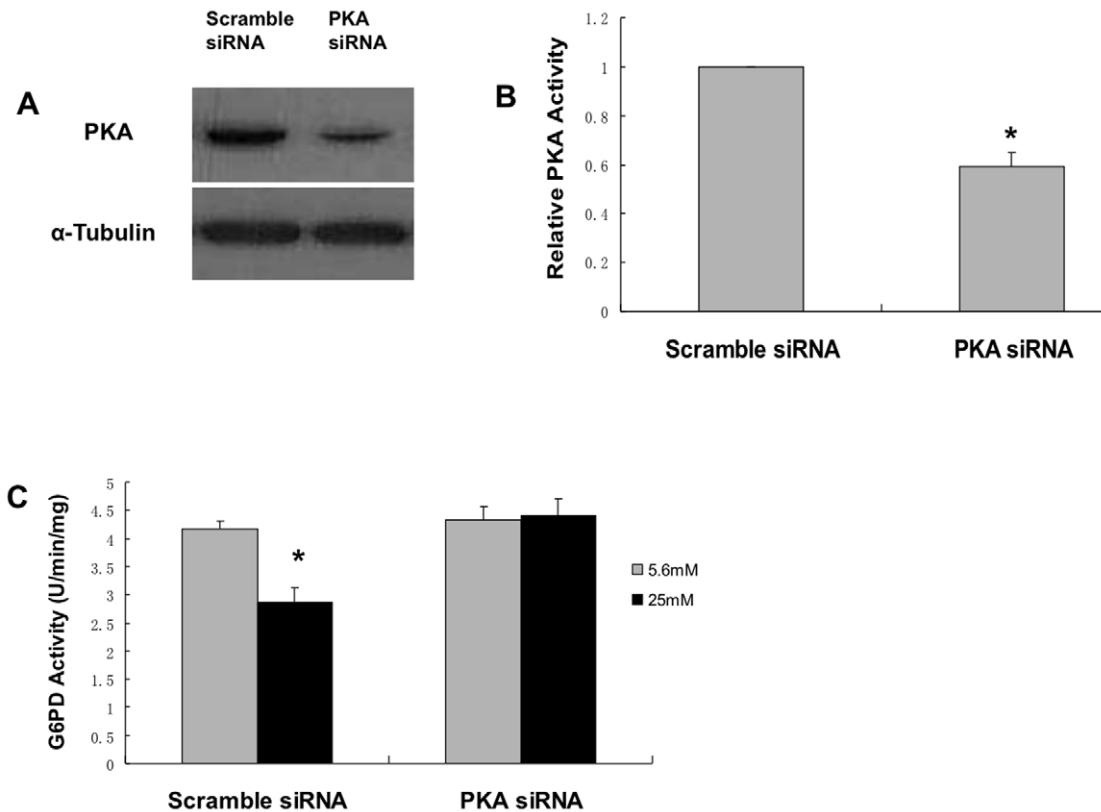 Scramble siRNA
PKA siRNA
A
PKA
α-Tubulin
B
Relative PKA Activity
1.2
1
0.8
0.6
0.4
0.2
0
*
Scramble siRNA
PKA siRNA
C
G6PD Activity (U/min/mg)
5
4.5
4
3.5
3
2.5
2
1.5
1
0.5
0
*
5.6mM
25mM
Scramble siRNA
PKA siRNA